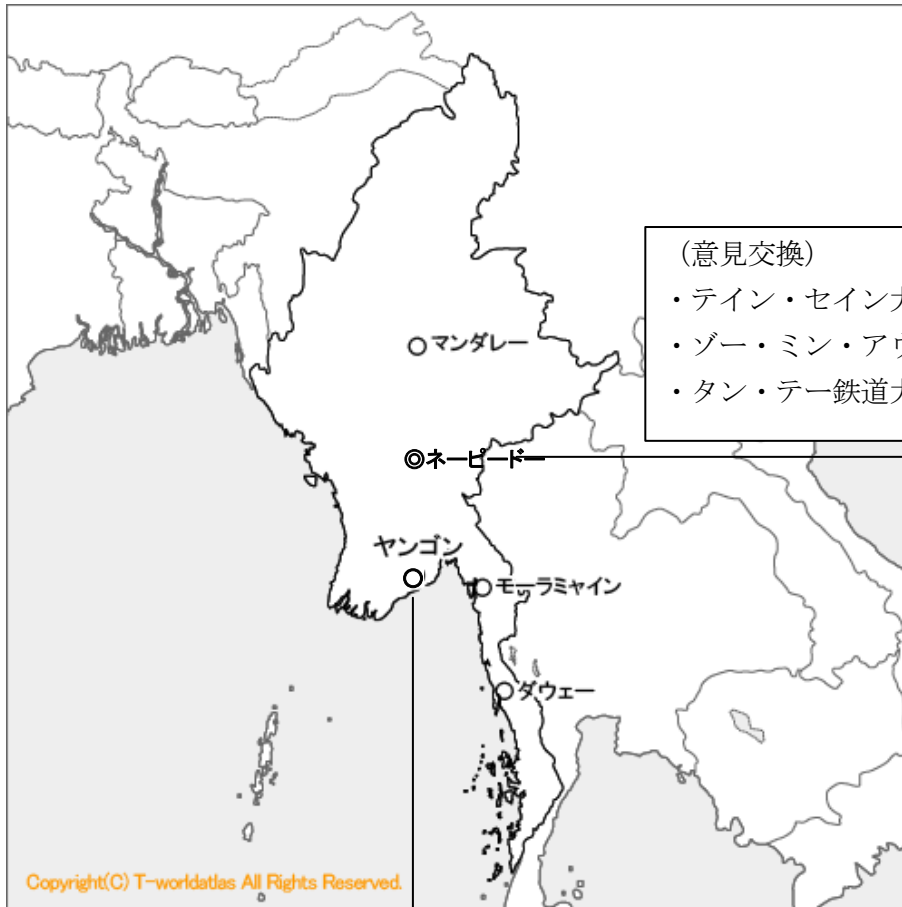 (意見交換)
・テイン・セイン
・ゾー・ミン・ア
・タン・テー鉄道
マンダレー
◎ネーピードー
ヤンゴン
モーラミャイン
ダウェー
Copyright(C) T-worldatlas All Rights Reserved.